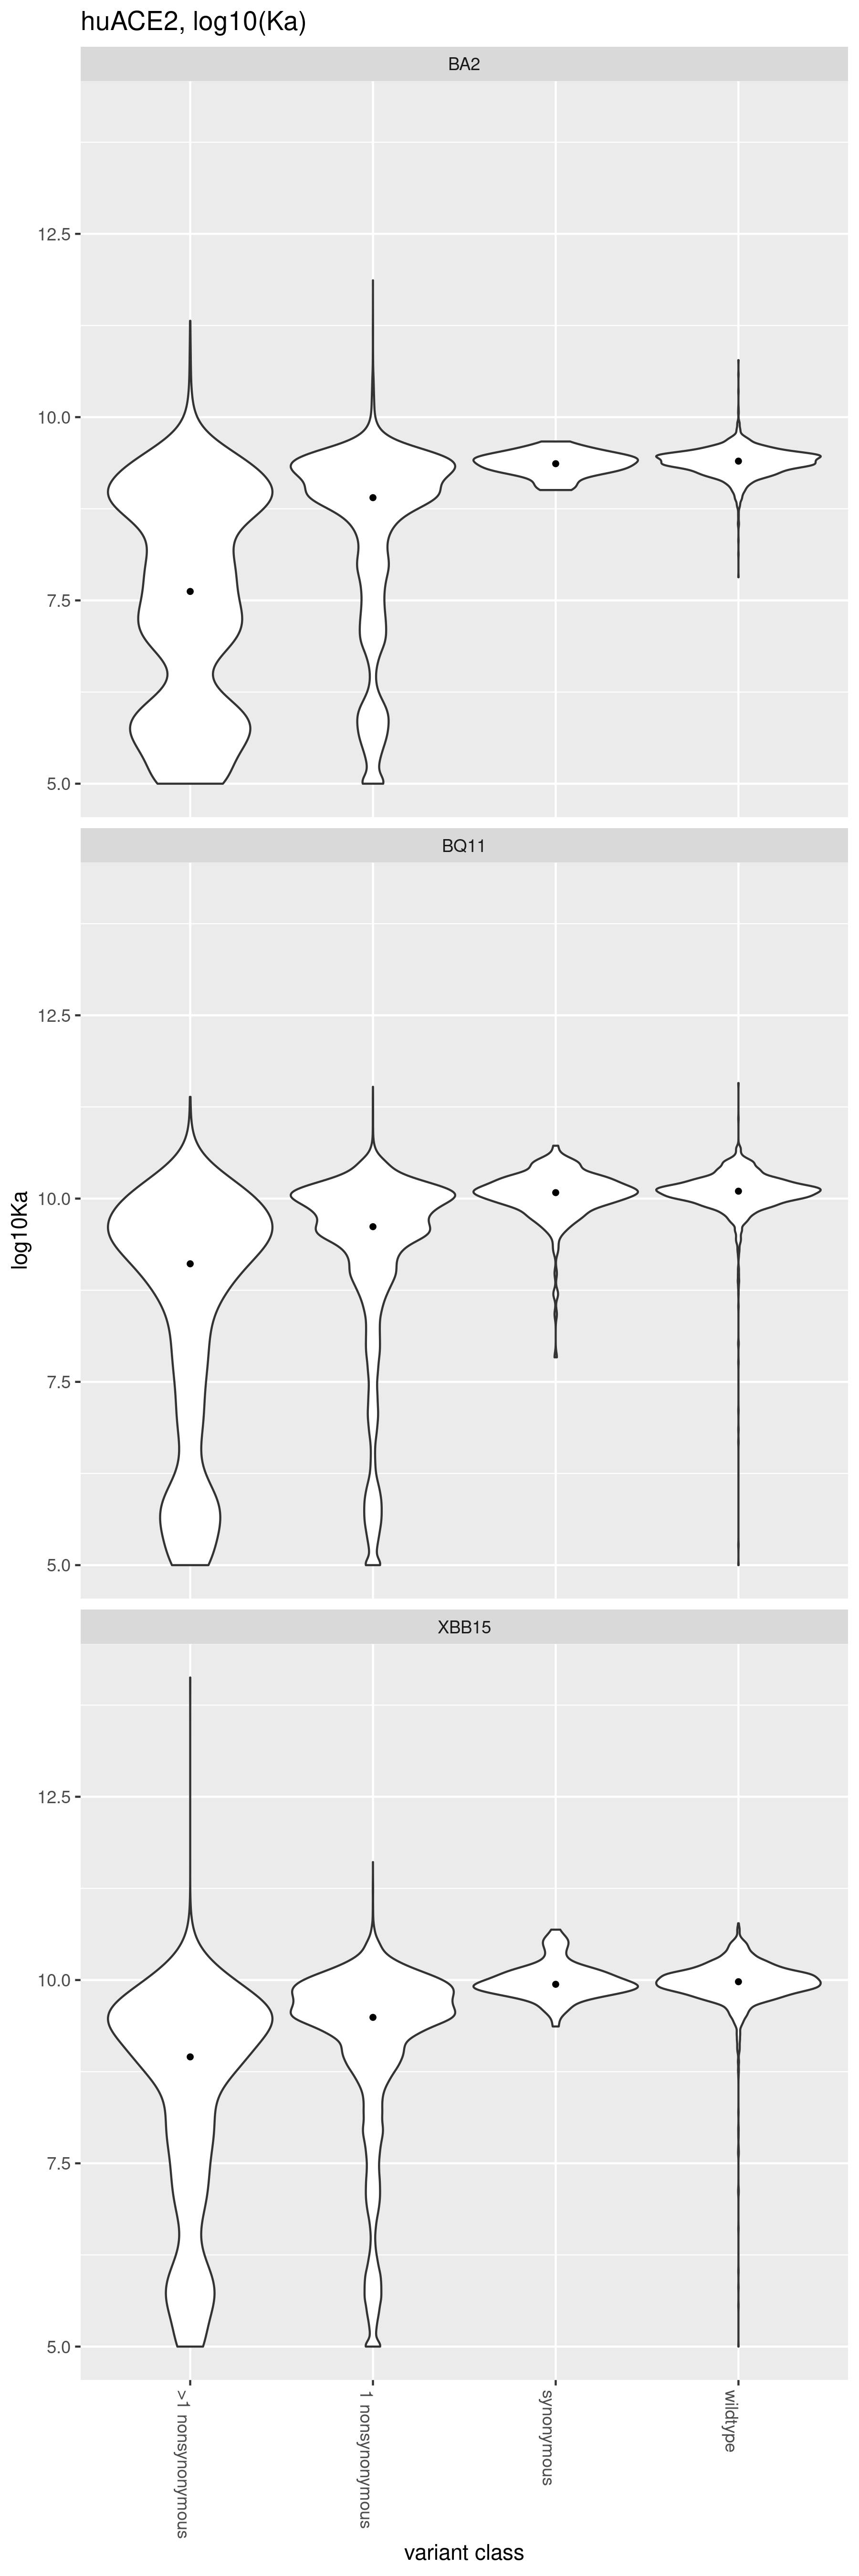 huACE2, log10(Ka)
BA2
12.5
10.0
7.5
5.0
BQ11
12.5
10.0
7.5
5.0
log10Ka
XBB15
12.5
10.0
7.5
5.0
>1 nonsynonymous
1 nonsynonymous
synonymous
wildtype
variant class